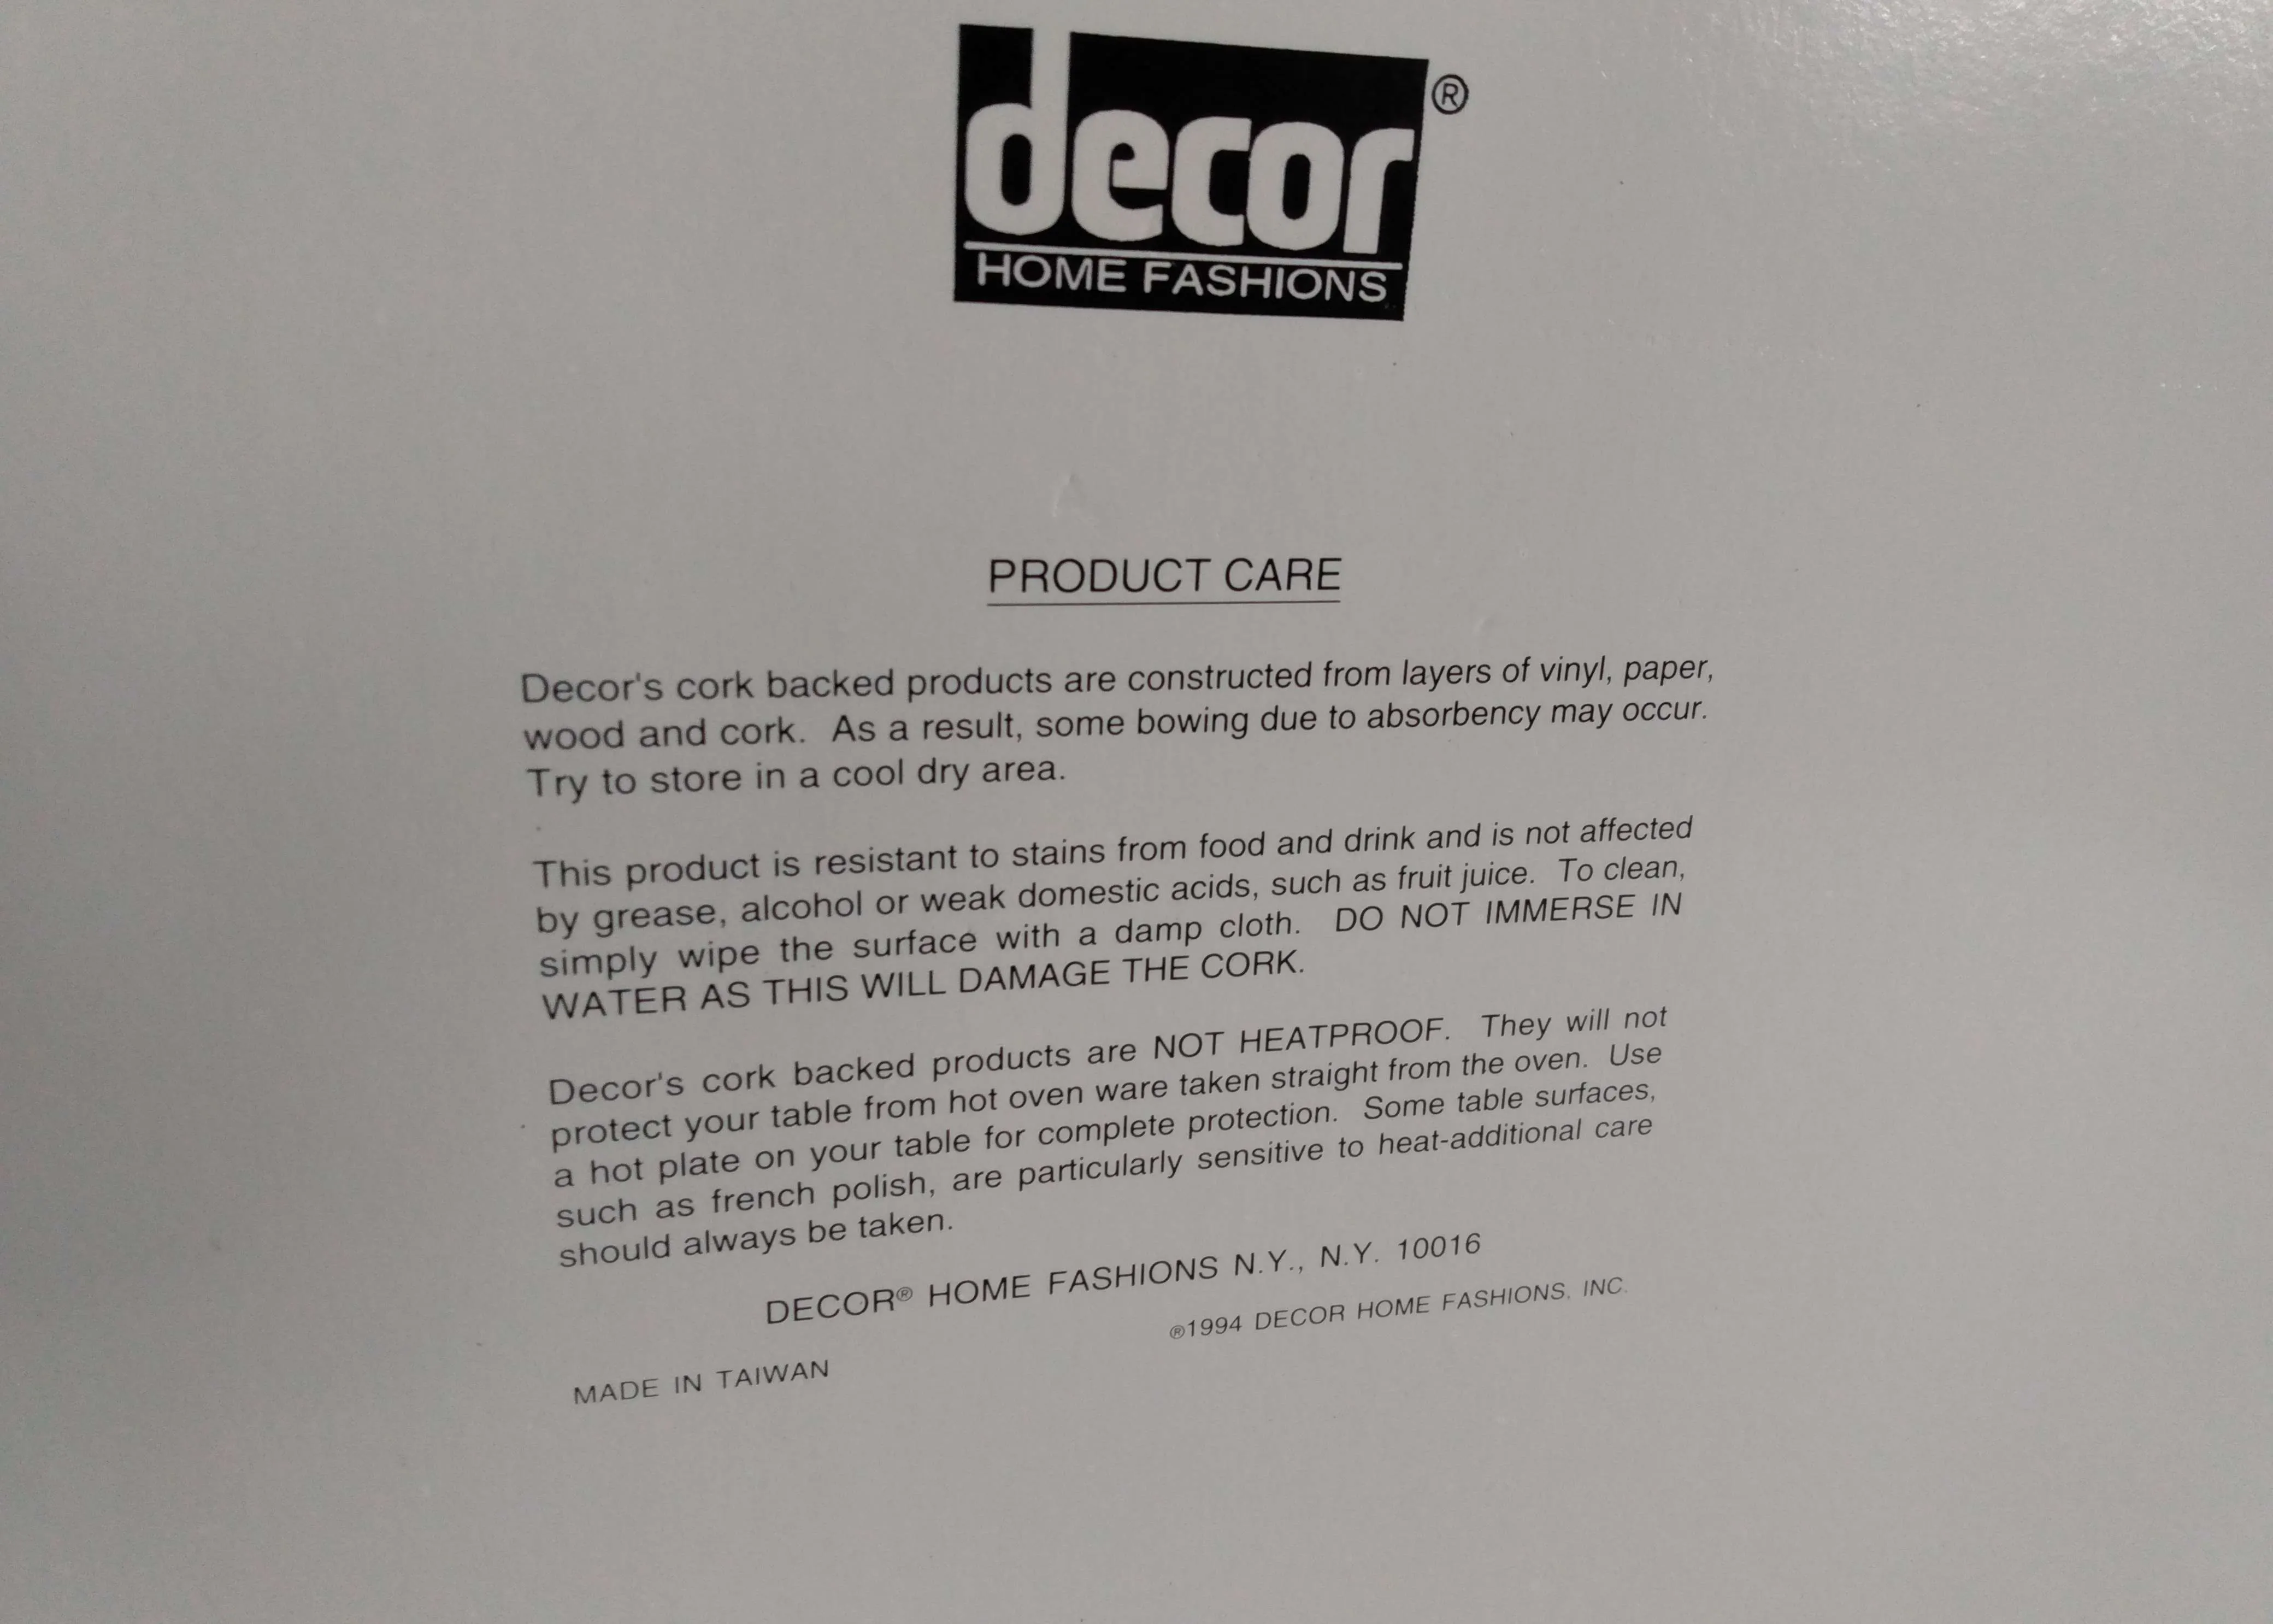 decor®
HOME FASHIONS
PRODUCT CARE
Decor's cork backed products are constructed from layers of vinyl, paper,
wood and cork. As a result, some bowing due to absorbency may occur.
Try to store in a cool dry area.
This product is resistant to stains from food and drink and is not affected
by grease, alcohol or weak domestic acids, such as fruit juice. To clean,
simply wipe the surface with a damp cloth. DO NOT IMMERSE IN
WATER AS THIS WILL DAMAGE THE CORK.
Decor's cork backed products are NOT HEATPROOF. They will not
protect your table from hot oven ware taken straight from the oven. Use
a hot plate on your table for complete protection. Some table surfaces,
such as french polish, are particularly sensitive to heat-additional care
should always be taken.
DECOR® HOME FASHIONS N.Y., N.Y. 10016
®1994 DECOR HOME FASHIONS, INC.
MADE IN TAIWAN